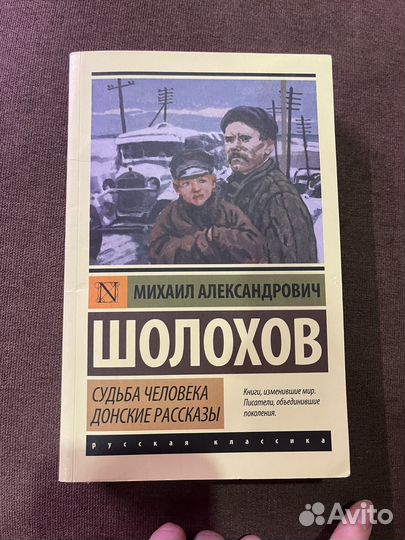 N
МИХАИЛ АЛЕКСАНДРОВИЧ
ШОЛОХОВ
СУДЬБА ЧЕЛОВЕКА
ДОНСКИЕ РАССКАЗЫ
Книги, изменившие мир.
Писатели, объединившие
поколения.
русская классика
Avito